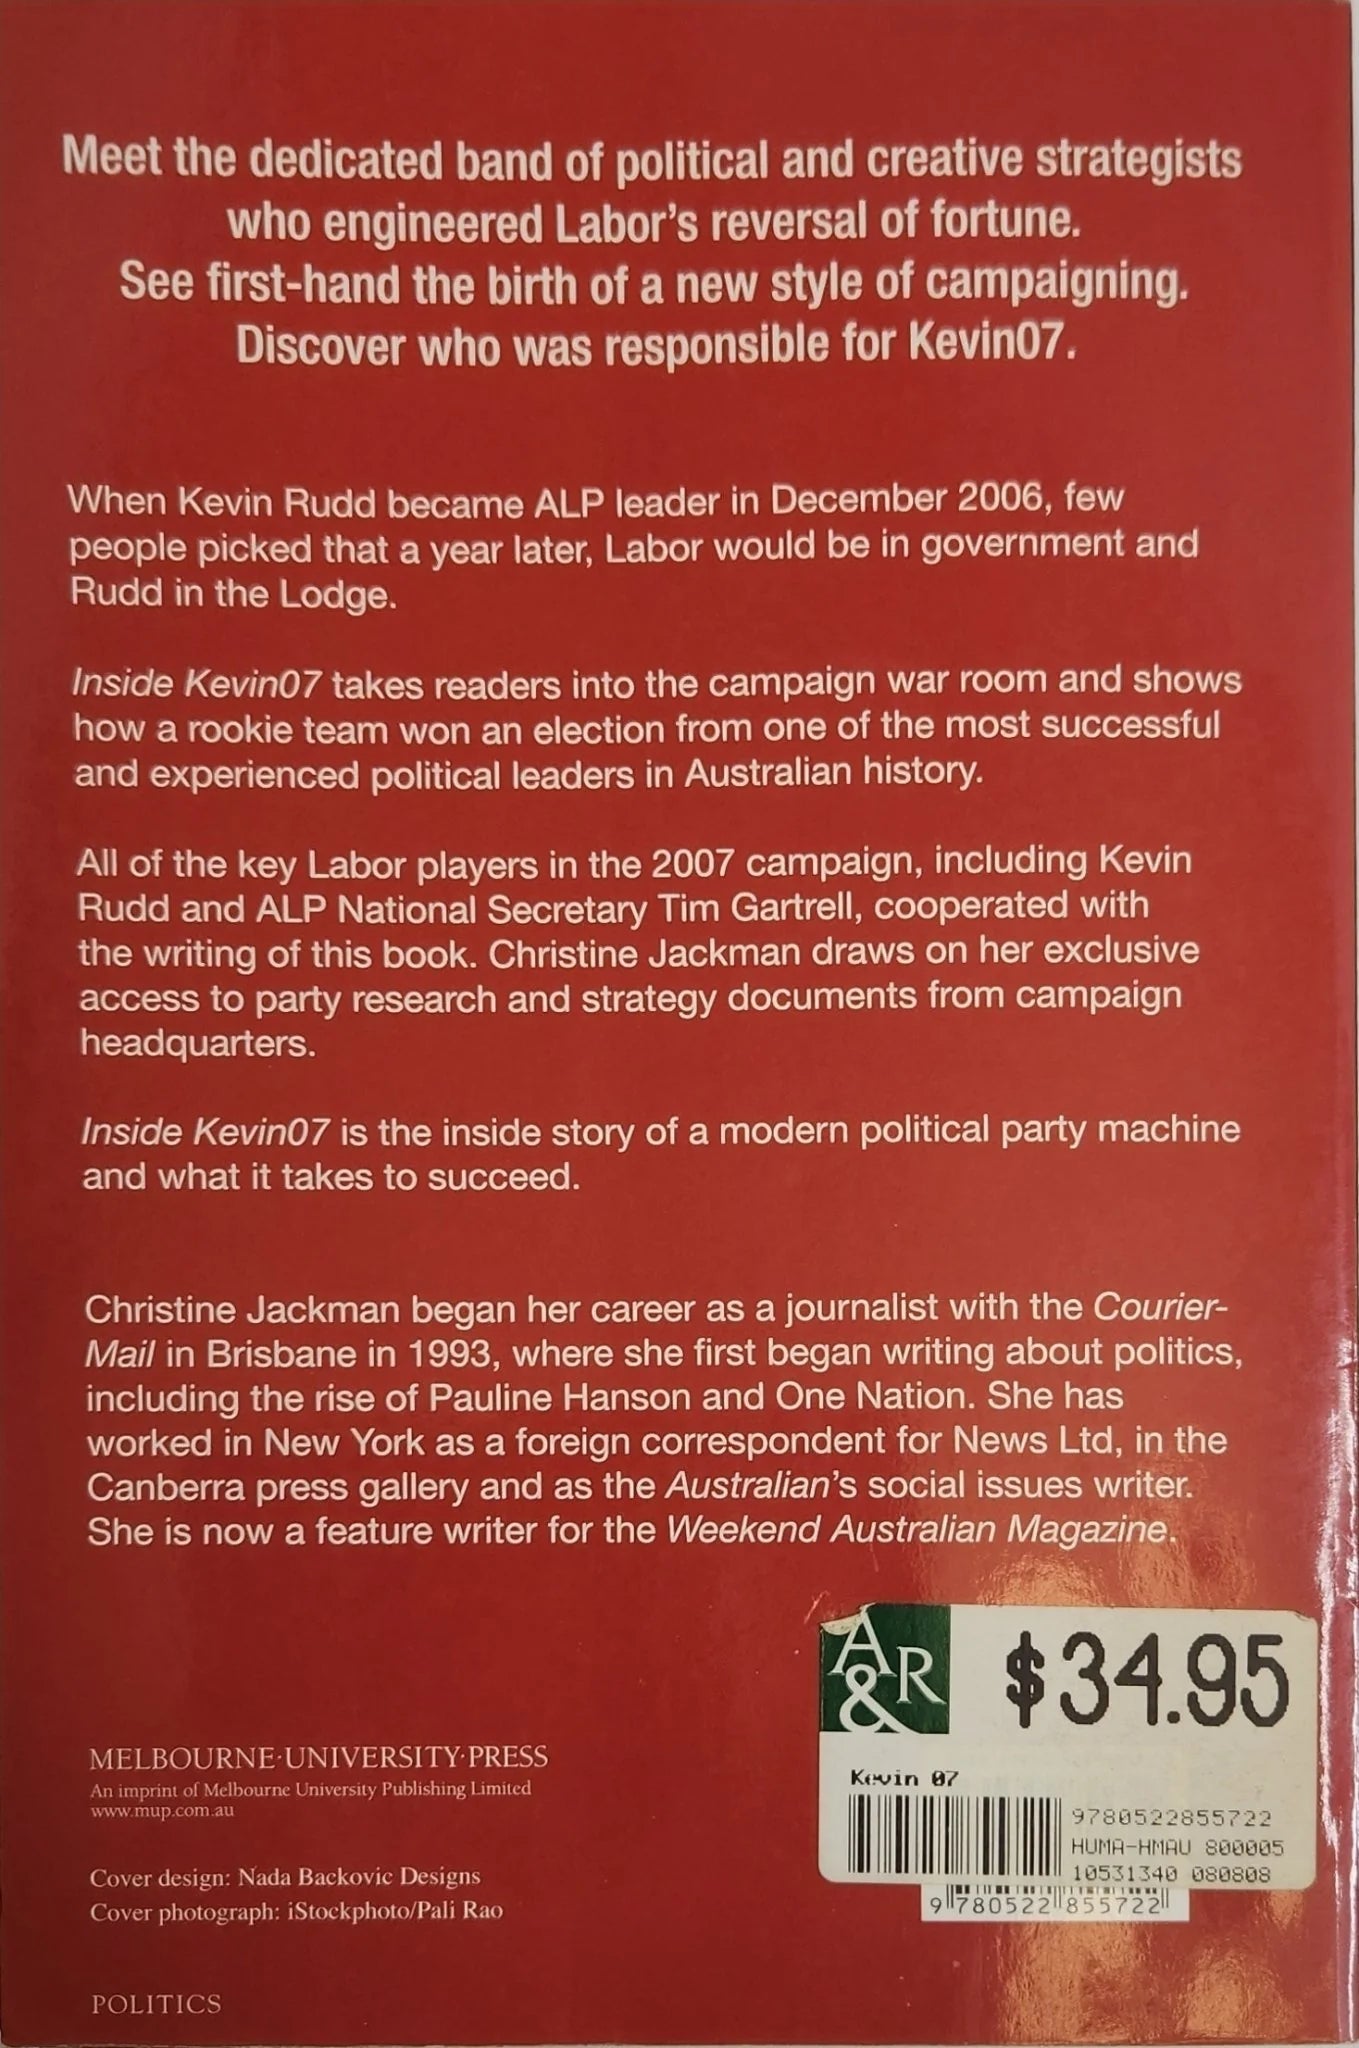 Meet the dedicated band of political and creative strategists
who engineered Labor's reversal of fortune.
See first-hand the birth of a new style of campaigning.
Discover who was responsible for Kevin07.
When Kevin Rudd became ALP leader in December 2006, few
people picked that a year later, Labor would be in government and
Rudd in the Lodge.
Inside Kevin07 takes readers into the campaign war room and shows
how a rookie team won an election from one of the most successful
and experienced political leaders in Australian history.
All of the key Labor players in the 2007 campaign, including Kevin
Rudd and ALP National Secretary Tim Gartrell, cooperated with
the writing of this book. Christine Jackman draws on her exclusive
access to party research and strategy documents from campaign
headquarters.
Inside Kevin07 is the inside story of a modern political party machine
and what it takes to succeed.
Christine Jackman began her career as a journalist with the Courier-
Mail in Brisbane in 1993, where she first began writing about politics,
including the rise of Pauline Hanson and One Nation. She has
worked in New York as a foreign correspondent for News Ltd, in the
Canberra press gallery and as the Australian's social issues writer.
She is now a feature writer for the Weekend Australian Magazine.
MELBOURNE·UNIVERSITY·PRESS
An imprint of Melbourne University Publishing Limited
www.mup.com.au
Cover design: Nada Backovic Designs
Cover photograph: iStockphoto/Pali Rao
POLITICS
A&R
$34.95
Kevin 07
9780522855722
HUMA-HMAU 800005
10531340 080808
9 780522 855722